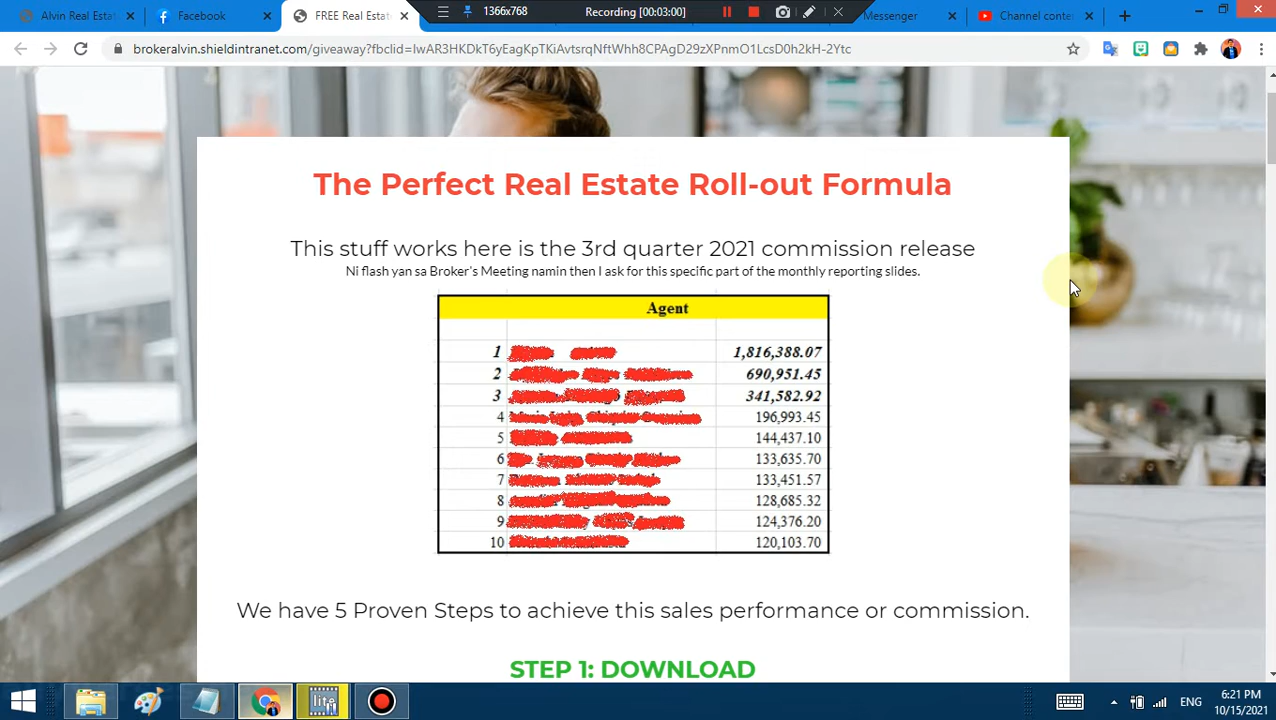 Alvin Real Estat
Facebook
FREE Real Esta
1366x768
Recording [00:03:00]
Messenger
Channel conte
brokeralvin.shieldintranet.com/giveaway?fbclid=IwAR3HKDkT6yEagKpTKiAvtsrqNftWhh8CPAgD29zXPnmO1LcsD0h2kH-2Ytc
The Perfect Real Estate Roll-out Formula
This stuff works here is the 3rd quarter 2021 commission release
Ni flash yan sa Broker's Meeting namin then I ask for this specific part of the monthly reporting slides.
Agent
1 1,816,388.07
2 690,951.45
3 341,582.92
4 196,993.45
5 144,437.10
6 133,635.70
7 133,451.57
8 128,685.32
9 124,376.20
10 120,103.70
We have 5 Proven Steps to achieve this sales performance or commission.
STEP 1: DOWNLOAD
lite
ENG
6:21 PM
10/15/2021